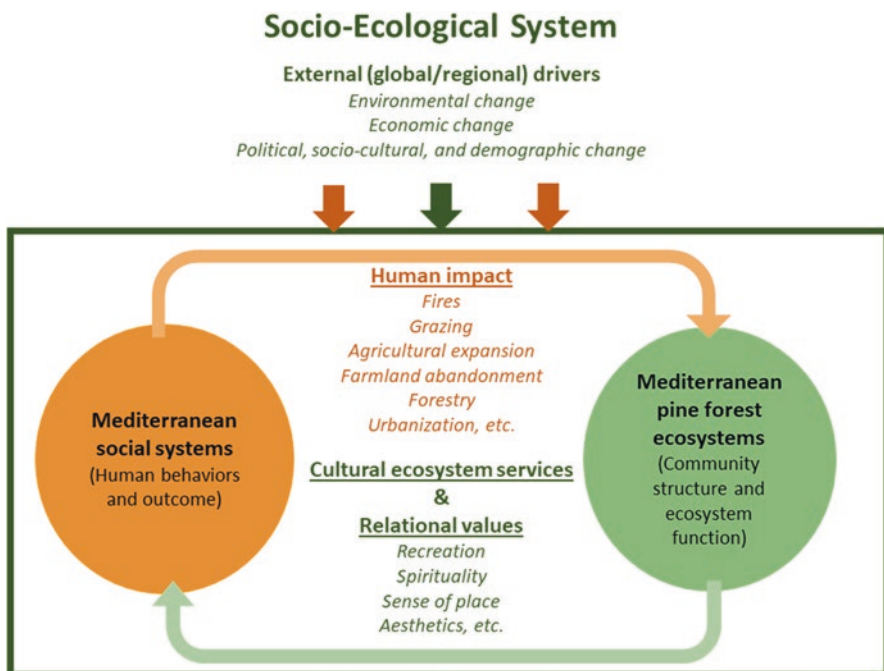 Socio-Ecological System
External (global/regional) drivers
Environmental change
Economic change
Political, socio-cultural, and demographic change
Human impact
Fires
Grazing
Agricultural expansion
Farmland abandonment
Forestry
Urbanization, etc.
Mediterranean
social systems
(Human behaviors
and outcome)
Mediterranean
pine forest
ecosystems
(Community
structure and
ecosystem
function)
Cultural ecosystem services
&
Relational values
Recreation
Spirituality
Sense of place
Aesthetics, etc.